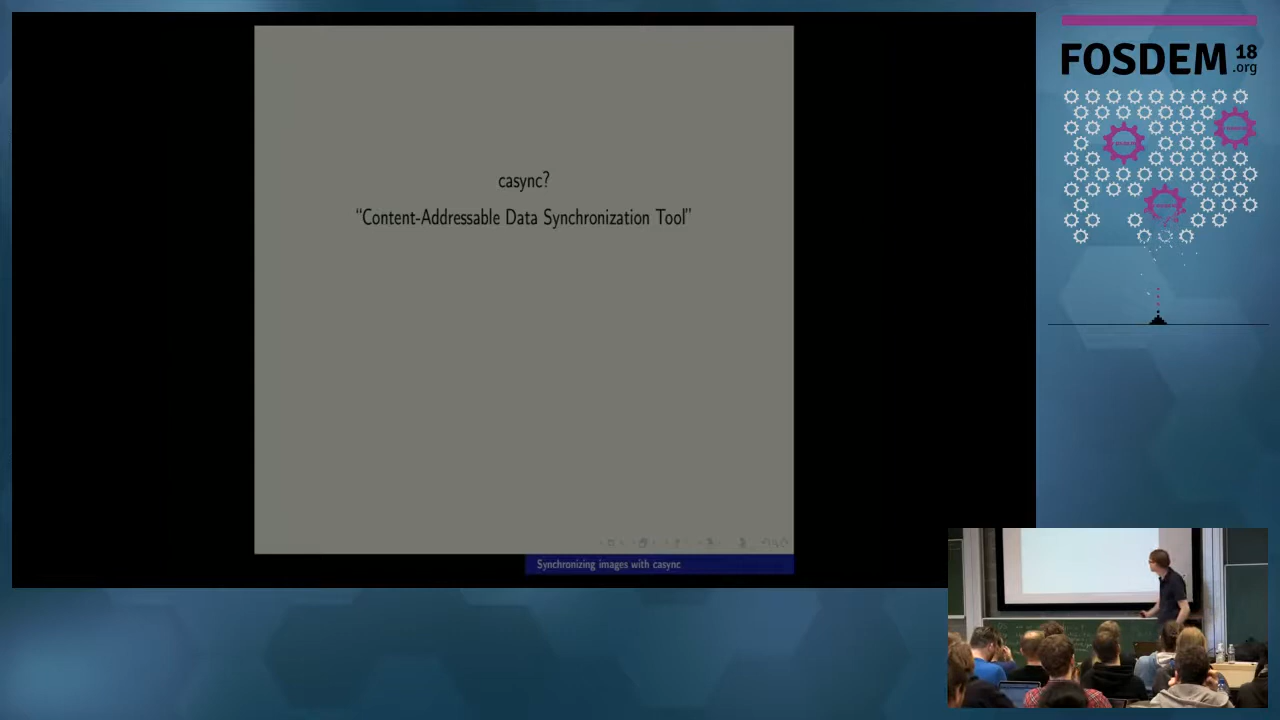 casync?
“Content-Addressable Data Synchronization Tool”
Synchronizing images with casync
FOSDEM 18
.org